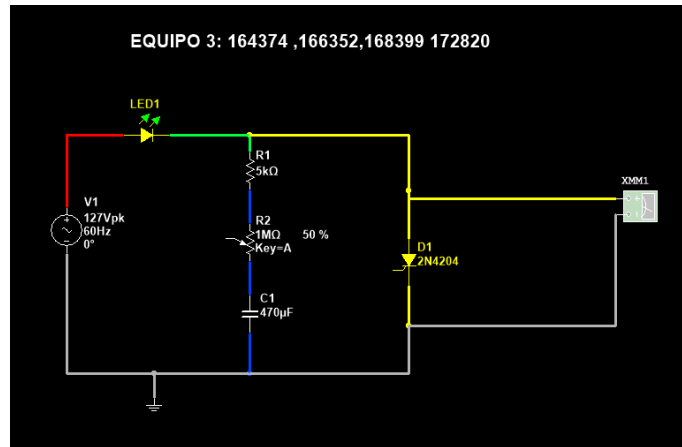 EQUIPO 3: 164374 ,166352,168399 172820
LED1
R1
5kΩ
XMM1
V1
127Vpk
60Hz
0°
R2
1MΩ 50 %
Key=A
D1
2N4204
C1
470µF